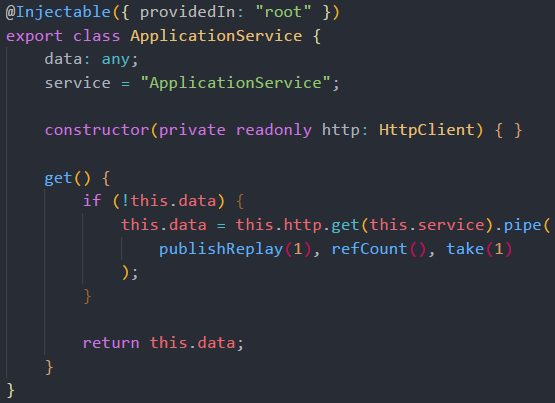 @Injectable({ providedIn: "root" })
export class ApplicationService {
    data: any;
    service = "ApplicationService";

    constructor(private readonly http: HttpClient) { }

    get() {
        if (!this.data) {
            this.data = this.http.get(this.service).pipe(
                publishReplay(1), refCount(), take(1)
            );
        }

        return this.data;
    }
}